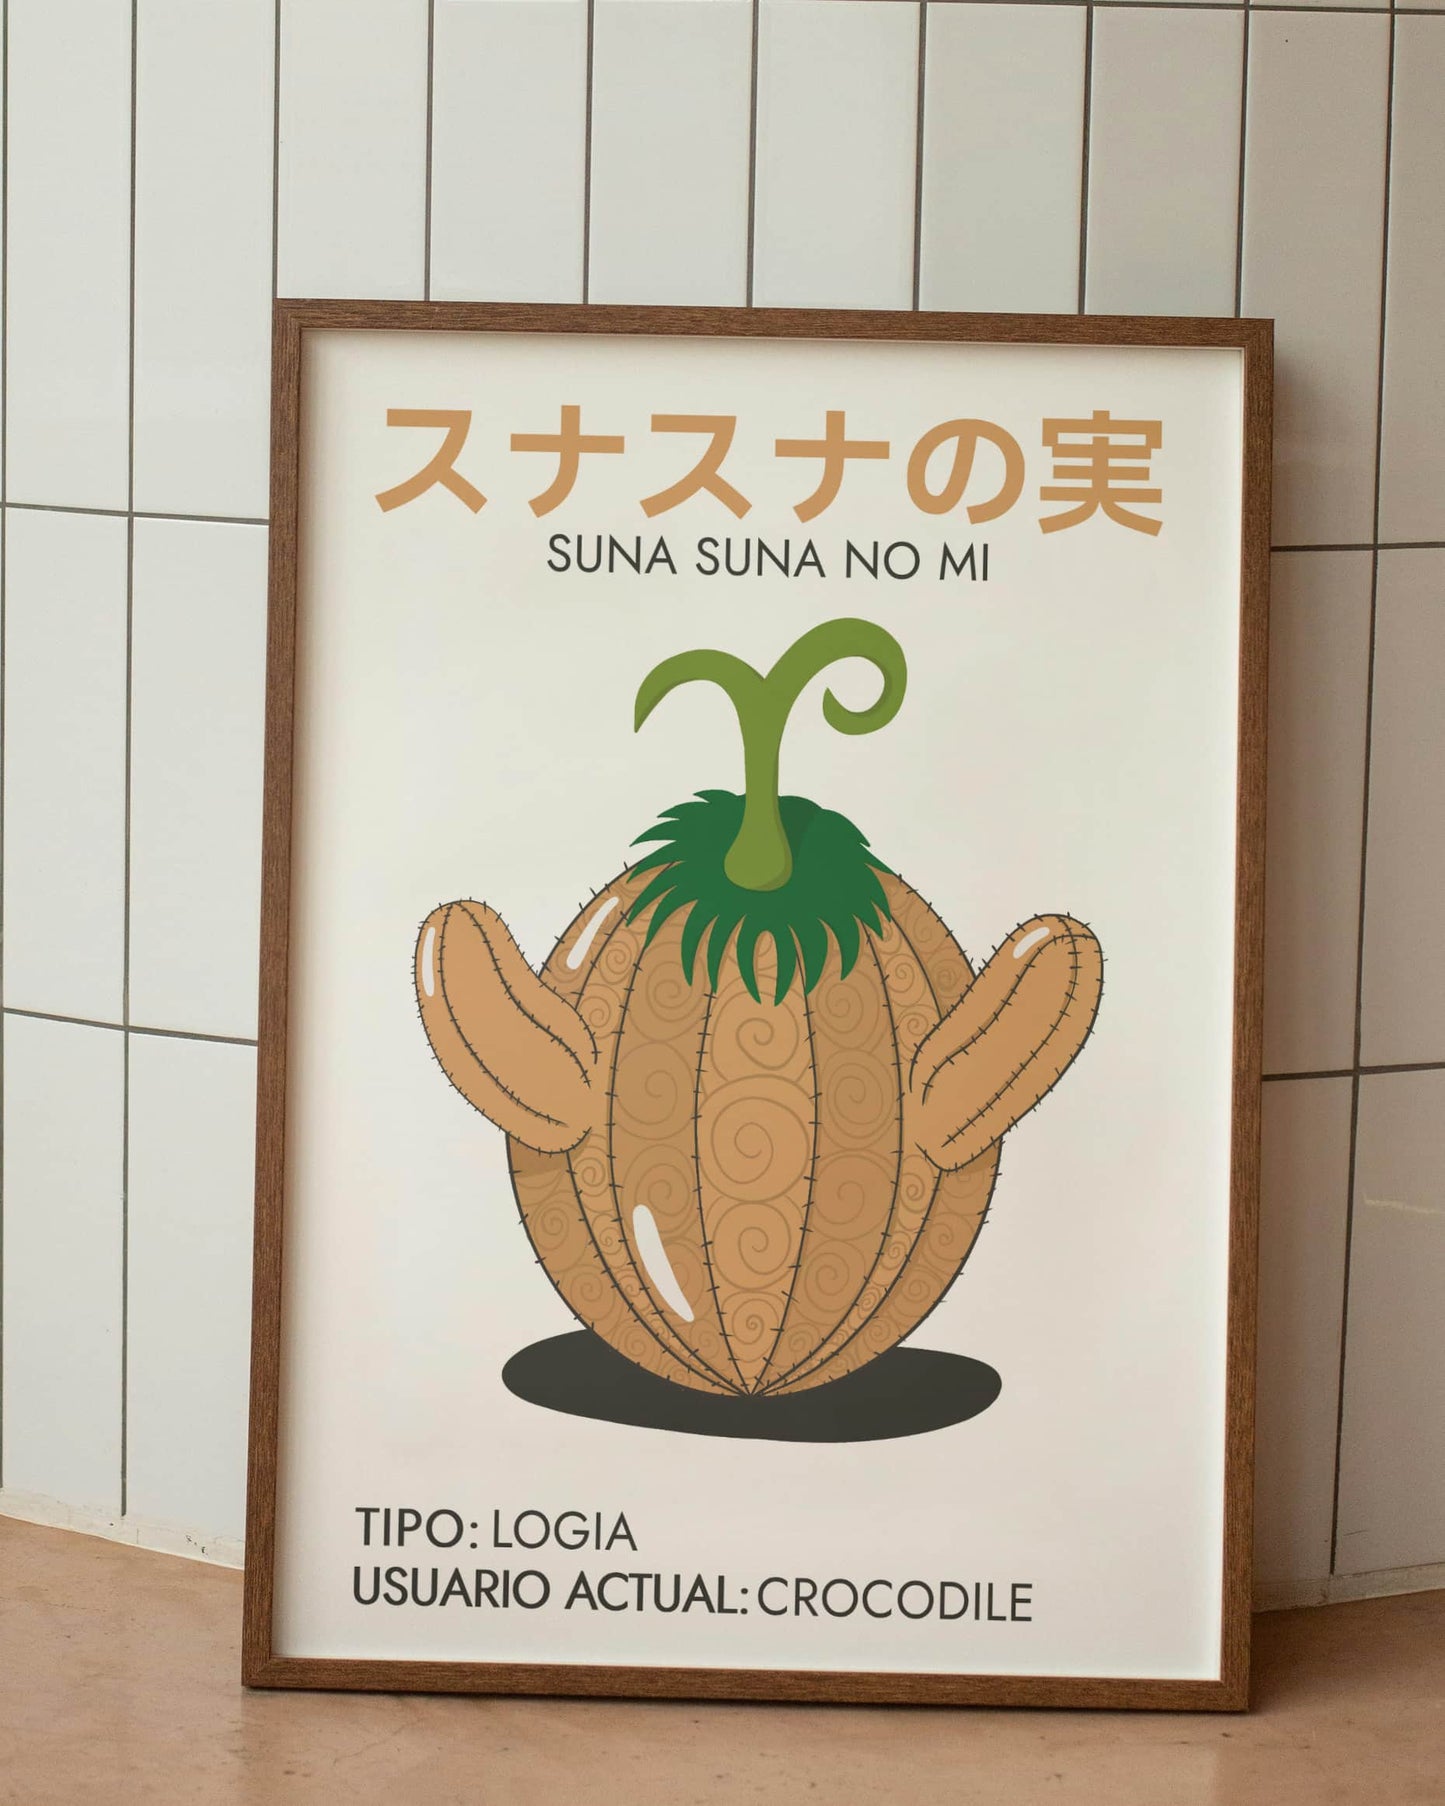 スナスナの実
SUNA SUNA NO MI
TIPO: LOGIA
USUARIO ACTUAL: CROCODILE